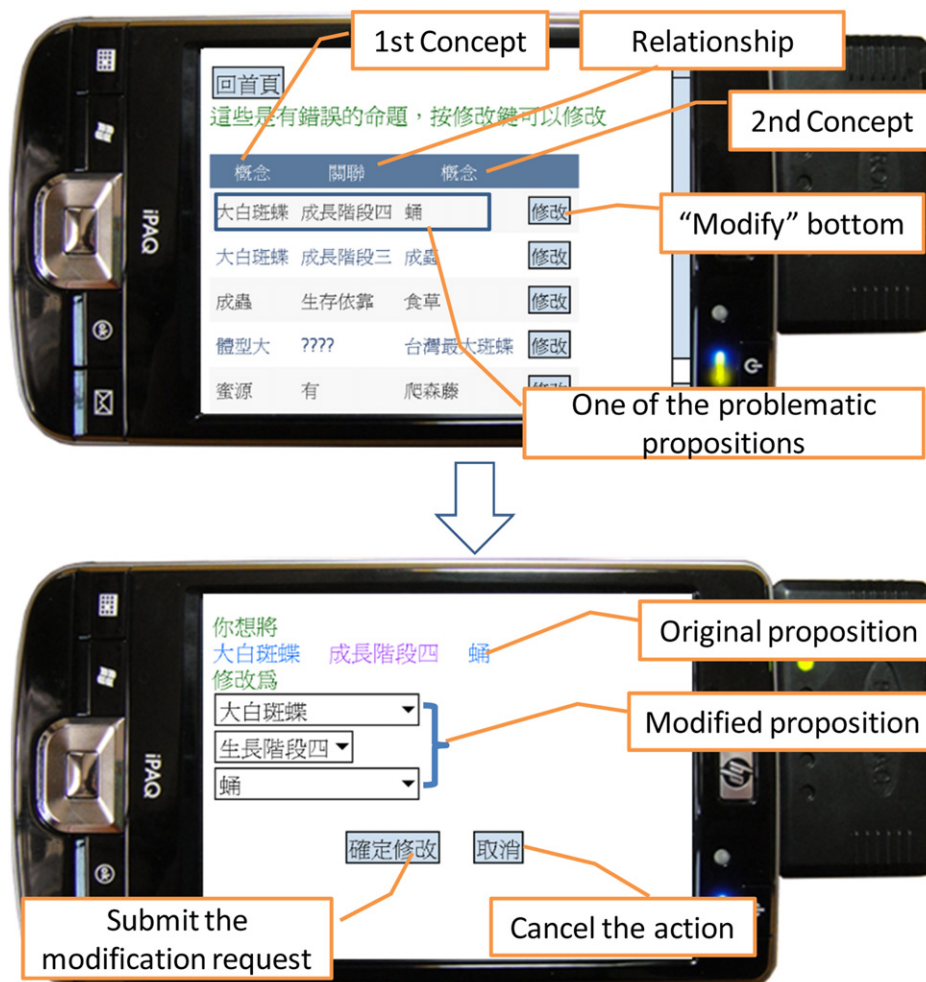 1st Concept
Relationship
2nd Concept
回首頁
這些是有錯誤的命題，按修改鍵可以修改
概念 關聯 概念
大白斑蝶 成長階段四 蛹 修改
“Modify” bottom
大白斑蝶 成長階段三 成蟲 修改
成蟲 生存依靠 食草 修改
體型大 ???? 台灣最大班蝶 修改
蜜源 有 爬森藤 修改
One of the problematic
propositions
iPAQ
ok
你想將
大白斑蝶 成長階段四 蛹
修改為
大白斑蝶
生長階段四
蛹
Original proposition
Modified proposition
確定修改 取消
Submit the
modification request
Cancel the action
iPAQ
hp
ok